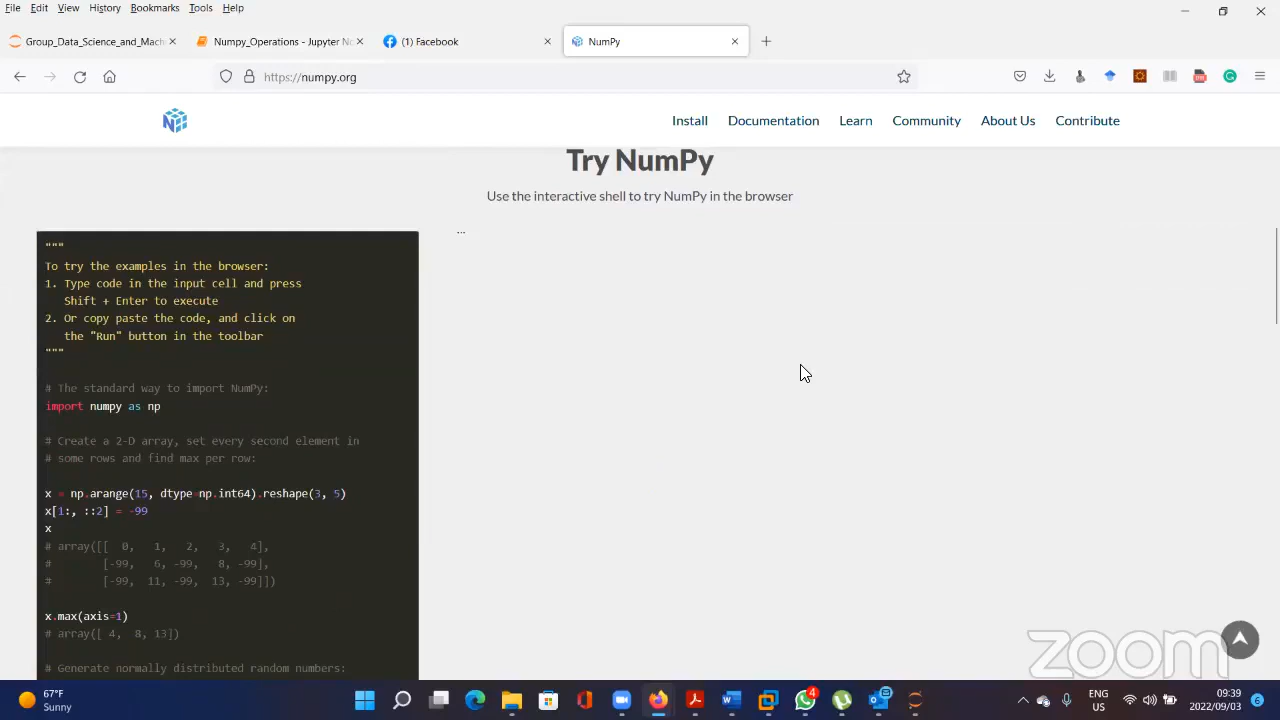 File Edit View History Bookmarks Tools Help
Group_Data_Science_and_Mach
Numpy_Operations - Jupyter No
(1) Facebook
NumPy
https://numpy.org
Install Documentation Learn Community About Us Contribute
Try NumPy
Use the interactive shell to try NumPy in the browser
...
"""
To try the examples in the browser:
1. Type code in the input cell and press
Shift + Enter to execute
2. Or copy paste the code, and click on
the "Run" button in the toolbar
"""
# The standard way to import NumPy:
import numpy as np
# Create a 2-D array, set every second element in
# some rows and find max per row:
x = np.arange(15, dtype=np.int64).reshape(3, 5)
x[1:, ::2] = -99
x
# array([[ 0, 1, 2, 3, 4],
# [-99, 6, -99, 8, -99],
# [-99, 11, -99, 13, -99]])
x.max(axis=1)
# array([ 4, 8, 13])
# Generate normally distributed random numbers:
zoom
67°F
Sunny
4
ENG
US
09:39
2022/09/03